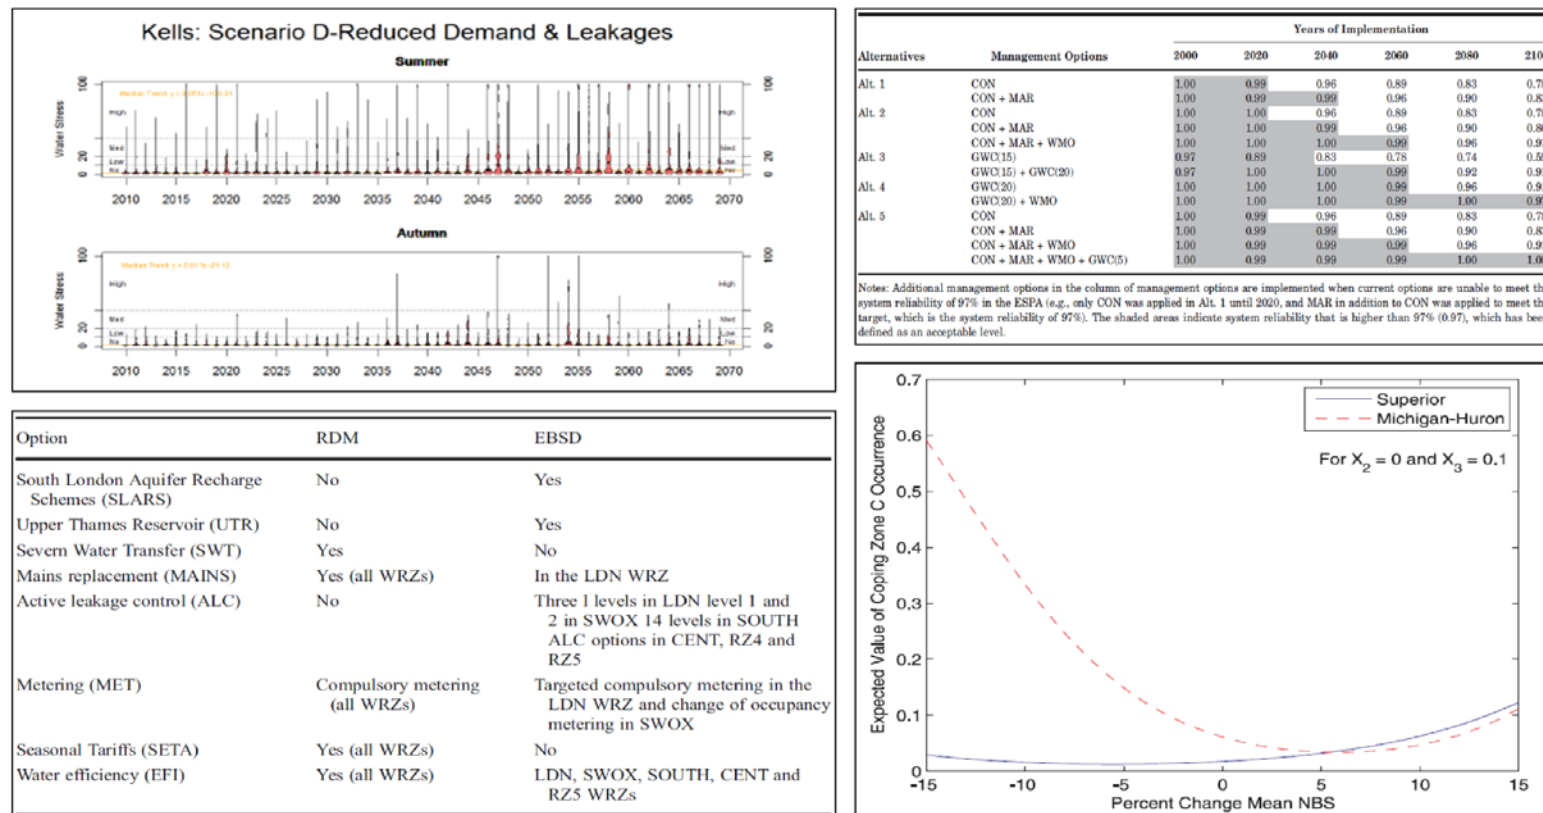 Kells: Scenario D-Reduced Demand & Leakages
Summer
Water Stress
100
20
0
High
Med
Low
No
High
Med
Low
No
100
20
0
2010 2015 2020 2025 2030 2035 2040 2045 2050 2055 2060 2065 2070
Autumn
Water Stress
100
20
0
High
Med
Low
No
High
Med
Low
No
100
20
0
2010 2015 2020 2025 2030 2035 2040 2045 2050 2055 2060 2065 2070
Years of Implementation
Alternatives Management Options 2000 2020 2040 2060 2080
Alt. 1 CON 1.00 0.99 0.96 0.89 0.83
CON + MAR 1.00 0.99 0.99 0.96 0.90
Alt. 2 CON 1.00 1.00 0.96 0.89 0.83
CON + MAR 1.00 1.00 0.99 0.96 0.90
CON + MAR + WMO 1.00 1.00 1.00 0.99 0.96
Alt. 3 GWC(15) 0.97 0.89 0.83 0.78 0.74
GWC(15) + GWC(20) 0.97 1.00 1.00 0.99 0.92
Alt. 4 GWC(20) 1.00 1.00 1.00 0.99 0.96
GWC(20) + WMO 1.00 1.00 1.00 0.99 1.00
Alt. 5 CON 1.00 0.99 0.96 0.89 0.83
CON + MAR 1.00 0.99 0.99 0.96 0.90
CON + MAR + WMO 1.00 0.99 0.99 0.99 0.96
CON + MAR + WMO + GWC(5) 1.00 0.99 0.99 0.99 1.00
Notes: Additional management options in the column of management options are implemented when current options are unable to meet
system reliability of 97% in the ESPA (e.g., only CON was applied in Alt. 1 until 2020, and MAR in addition to CON was applied to meet
target, which is the system reliability of 97%). The shaded areas indicate system reliability that is higher than 97% (0.97), which has
defined as an acceptable level.
Option RDM EBSD
South London Aquifer Recharge No Yes
Schemes (SLARS)
Upper Thames Reservoir (UTR) No Yes
Severn Water Transfer (SWT) Yes No
Mains replacement (MAINS) Yes (all WRZs) In the LDN WRZ
Active leakage control (ALC) No Three l levels in LDN level 1 and
2 in SWOX 14 levels in SOUTH
ALC options in CENT, RZ4 and
RZ5
Metering (MET) Compulsory metering Targeted compulsory metering in the
(all WRZs) LDN WRZ and change of occupancy
metering in SWOX
Seasonal Tariffs (SETA) Yes (all WRZs) No
Water efficiency (EFI) Yes (all WRZs) LDN, SWOX, SOUTH, CENT and
RZ5 WRZs
Expected Value of Coping Zone C Occurrence
0.7
0.6
0.5
0.4
0.3
0.2
0.1
0
Superior
Michigan-Huron
For X2 = 0 and X3 = 0.1
-15 -10 -5 0 5 10 15
Percent Change Mean NBS